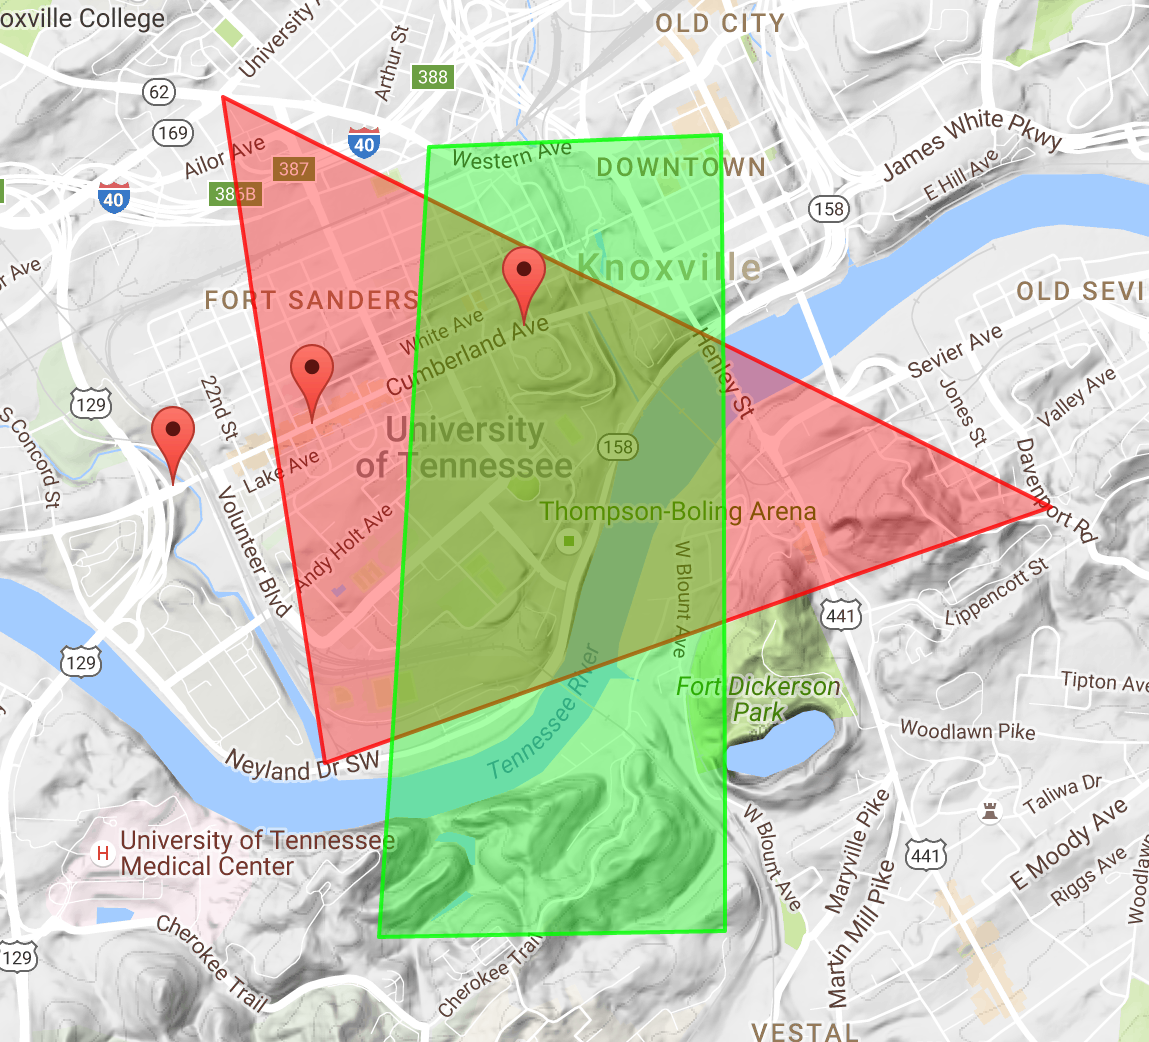 oxville College
University A
OLD CITY
Arthur St
388
62
169
40
Ailor Ave
387
386B
40
Western Ave
DOWNTOWN
James White Pkwy
E Hill Ave
158
or Ave
Knoxville
FORT SANDERS
OLD SEVI
White Ave
Cumberland Ave
Henley St
Sevier Ave
Jones St
Valley Ave
129
22nd St
S Concord St
University
of Tennessee
158
Lake Ave
Davenport Rd
Thompson-Boling Arena
Volunteer Blvd
Andy Holt Ave
W Blount Ave
Lippencott St
441
129
Tennessee River
Fort Dickerson
Park
Tipton Ave
Woodlawn Pike
Neyland Dr SW
Taliwa Dr
University of Tennessee
Medical Center
H
W Blount Ave
Maryville Pike
Martin Mill Pike
441
E Moody Ave
Riggs Ave
Woodlawn
Cherokee Trail
Cherokee Trail
129
VESTAL